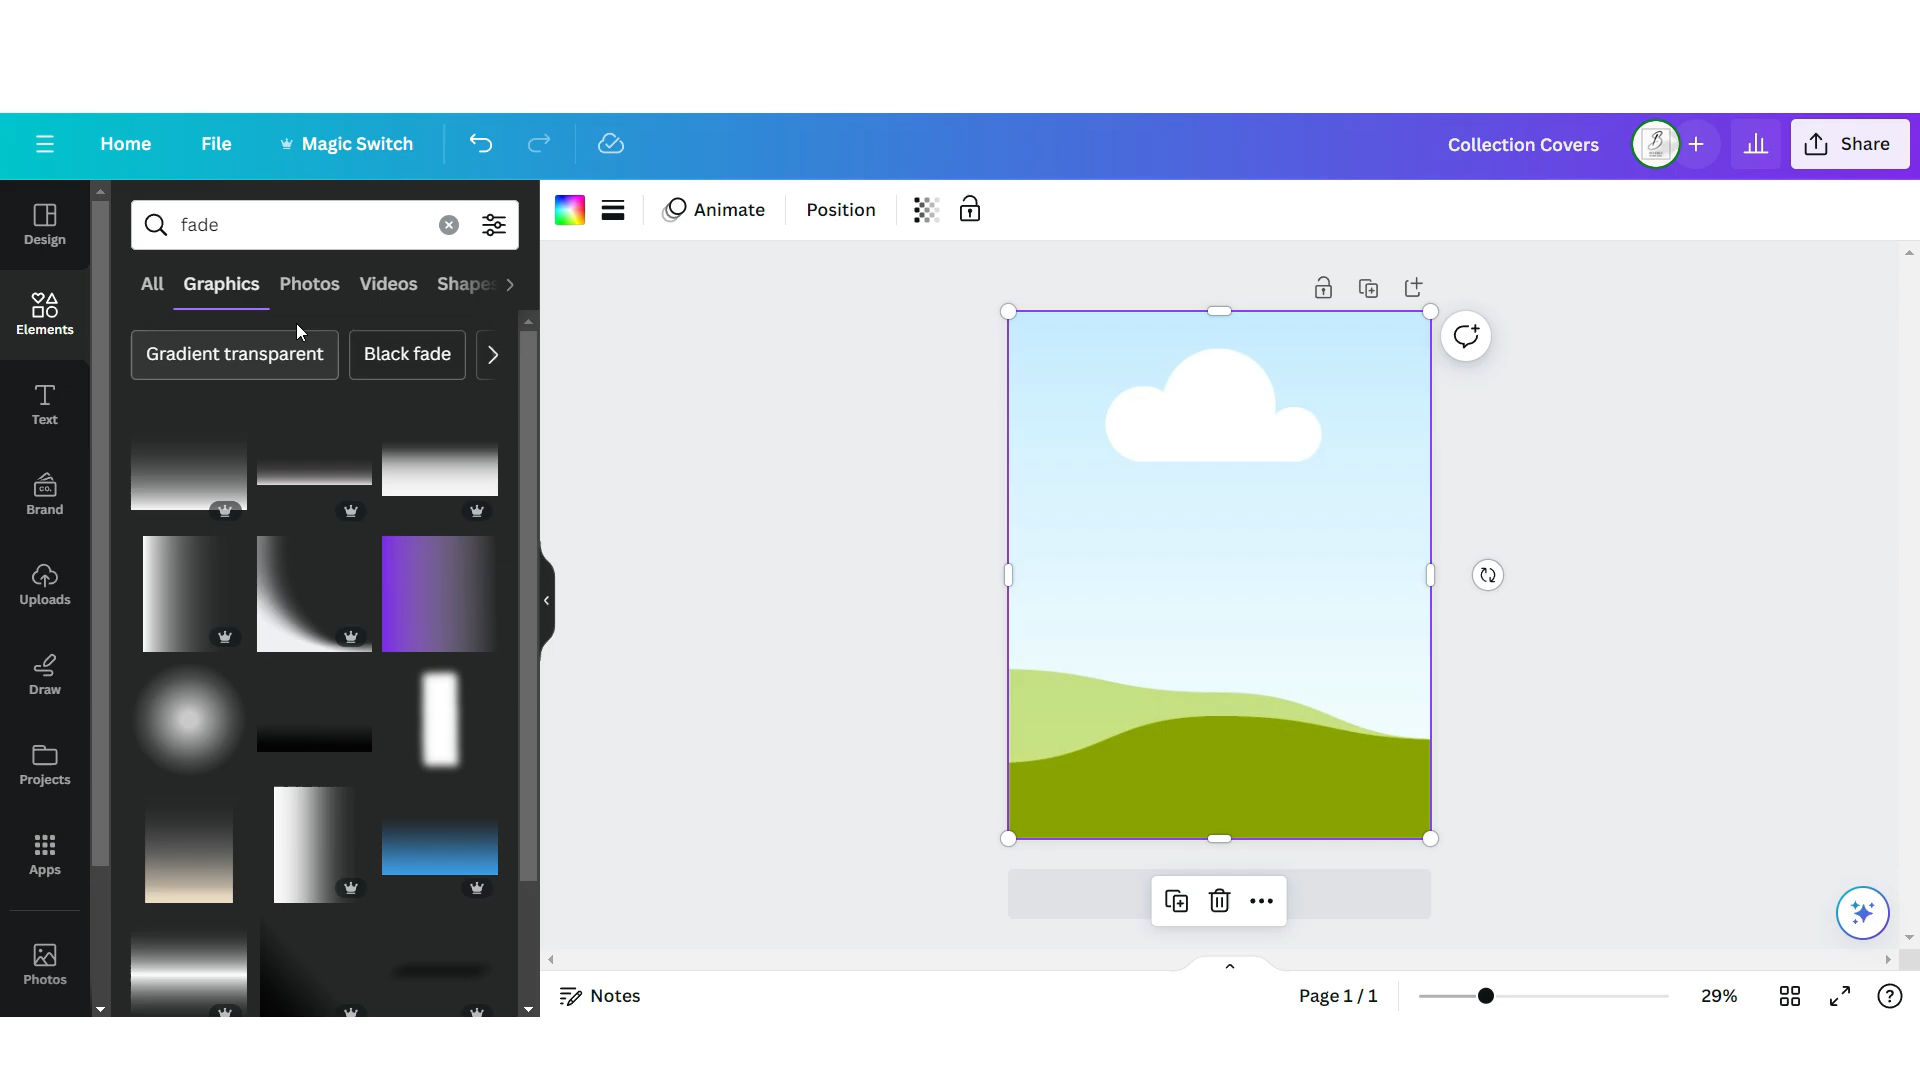 Home File Magic Switch Collection Covers Share
fade
Animate Position
All Graphics Photos Videos Shapes
Gradient transparent Black fade
Design
Elements
Text
CO.
Brand
Uploads
Draw
Projects
Apps
Photos
B
Notes Page 1 / 1 29%